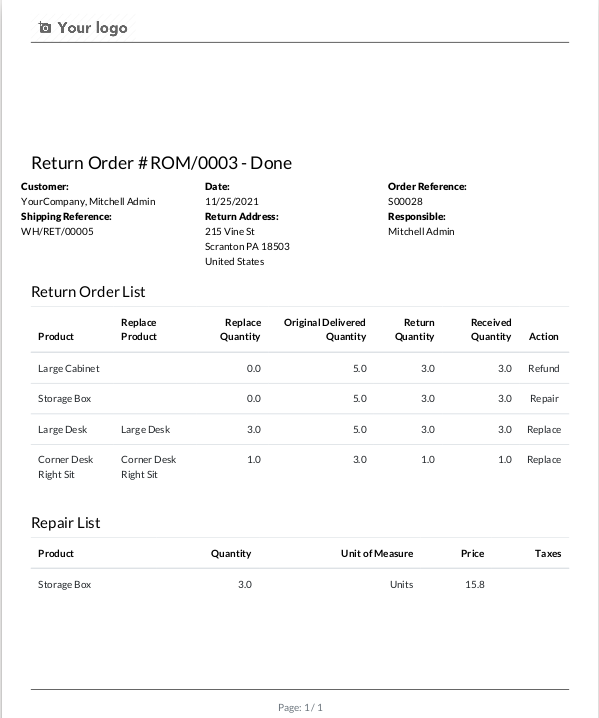 Your logo
Return Order # ROM/0003 - Done
Customer: Date: Order Reference:
YourCompany, Mitchell Admin 11/25/2021 S00028
Shipping Reference: Return Address: Responsible:
WH/RET/00005 215 Vine St Mitchell Admin
Scranton PA 18503
United States
Return Order List
Replace Replace Original Delivered Return Received
Product Product Quantity Quantity Quantity Quantity Action
Large Cabinet 0.0 5.0 3.0 3.0 Refund
Storage Box 0.0 5.0 3.0 3.0 Repair
Large Desk Large Desk 3.0 5.0 3.0 3.0 Replace
Corner Desk Corner Desk 1.0 3.0 1.0 1.0 Replace
Right Sit Right Sit
Repair List
Product Quantity Unit of Measure Price Taxes
Storage Box 3.0 Units 15.8
Page: 1 / 1